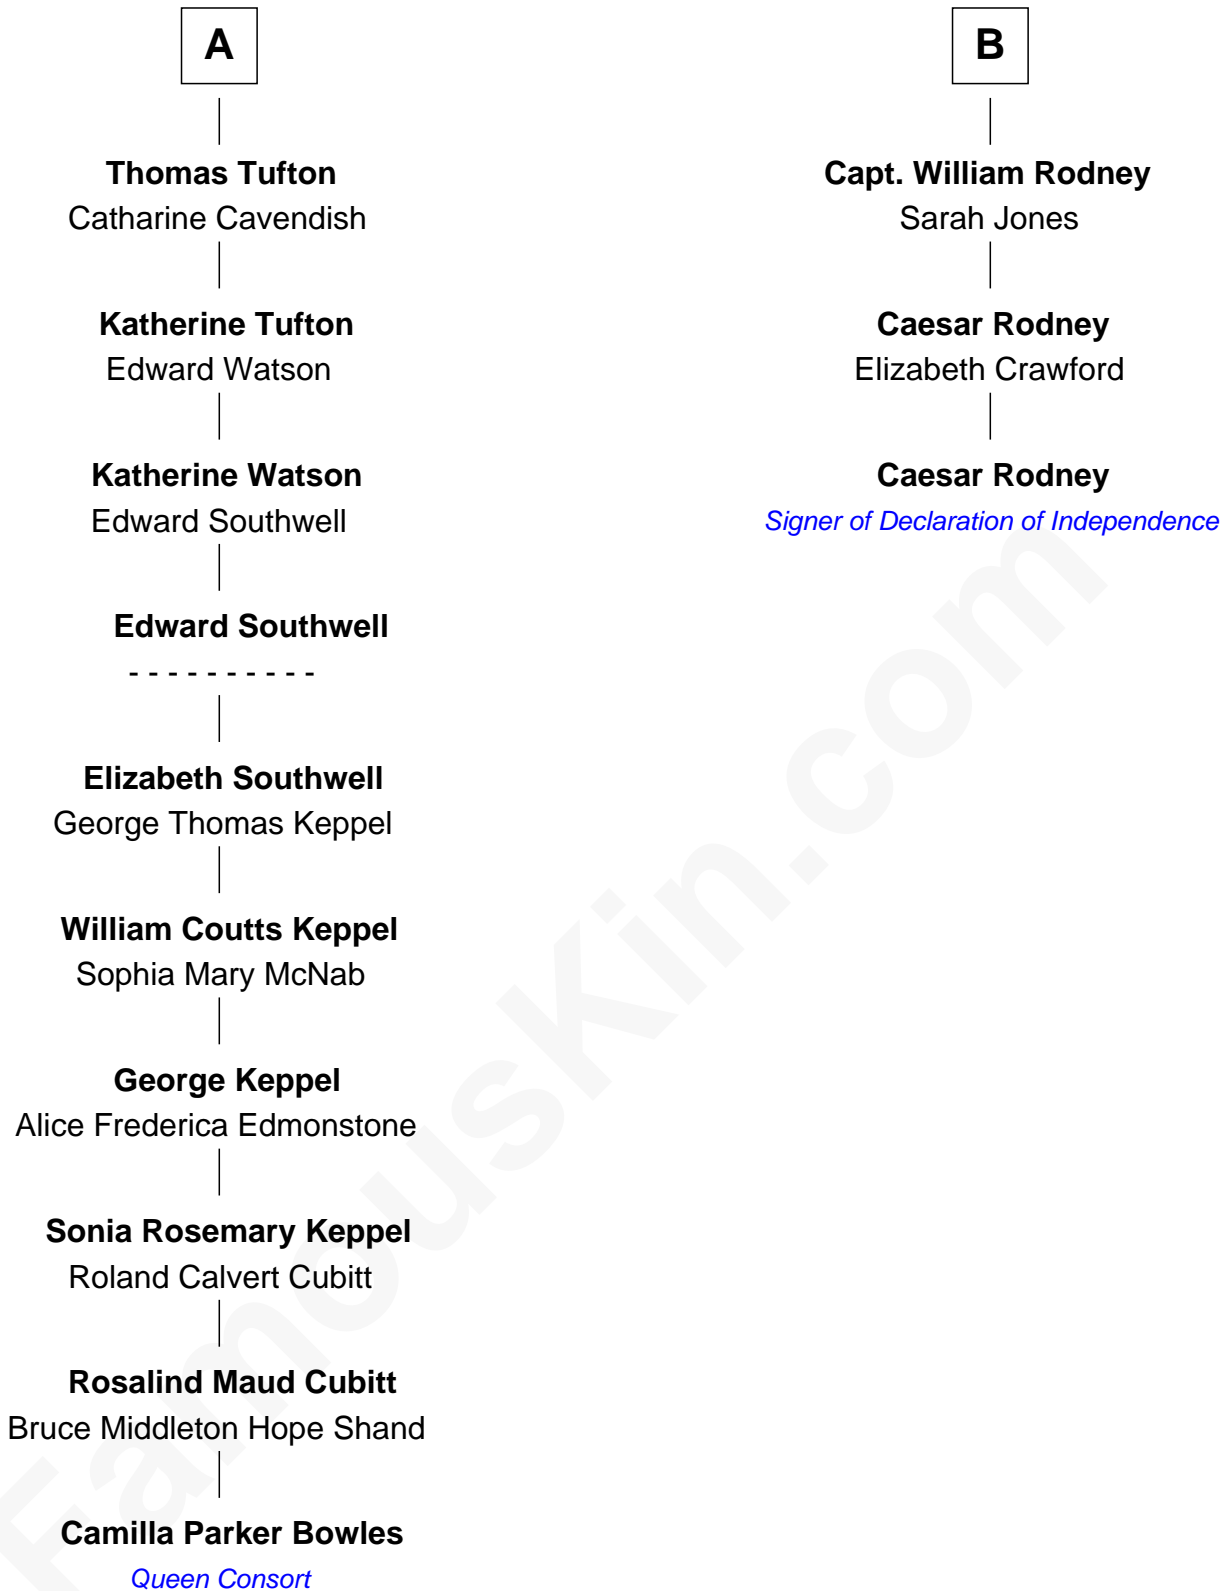 A
Thomas Tufton
Catharine Cavendish
Katherine Tufton
Edward Watson
Katherine Watson
Edward Southwell
Edward Southwell
- - - - - - - - - -
Elizabeth Southwell
George Thomas Keppel
William Coutts Keppel
Sophia Mary McNab
George Keppel
Alice Frederica Edmonstone
Sonia Rosemary Keppel
Roland Calvert Cubitt
Rosalind Maud Cubitt
Bruce Middleton Hope Shand
Camilla Parker Bowles
Queen Consort
B
Capt. William Rodney
Sarah Jones
Caesar Rodney
Elizabeth Crawford
Caesar Rodney
Signer of Declaration of Independence
FamousKin.com